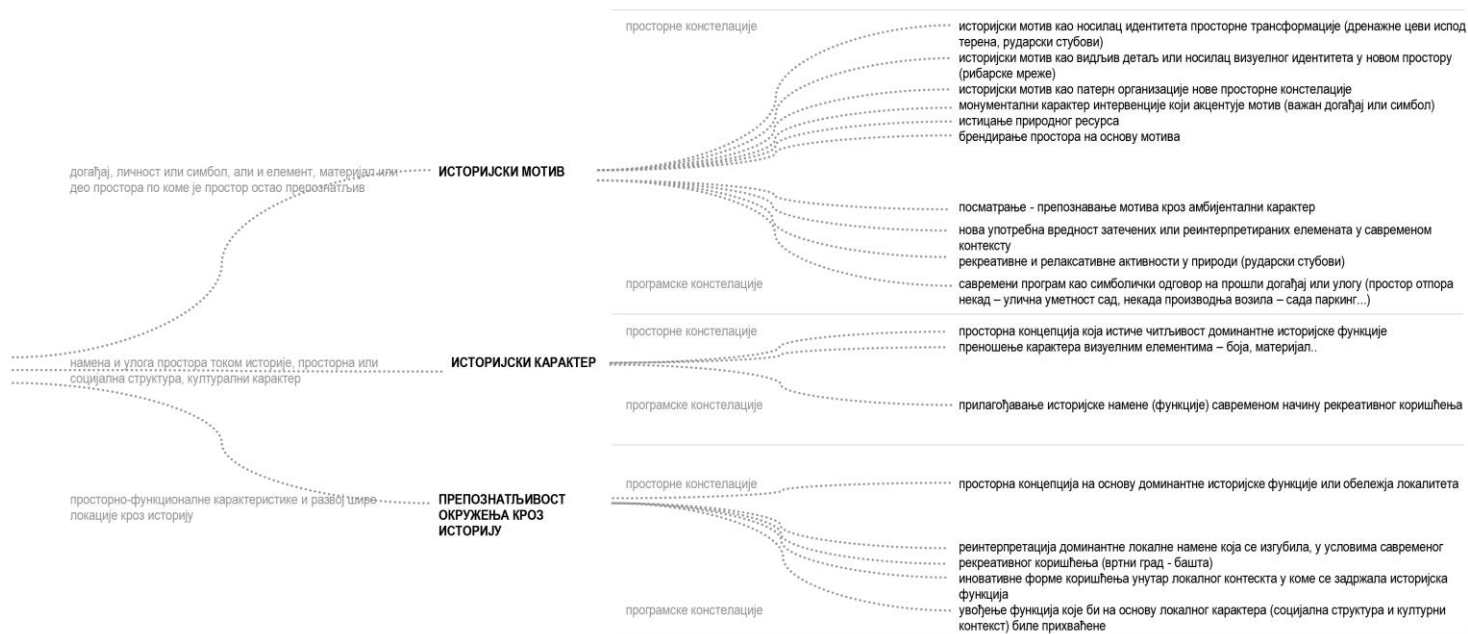 просторне констелације
историјски мотив као носилац идентитета просторне трансформације (дренажне цеви испод
терена, рударски стубови)
историјски мотив као видљив детаљ или носилац визуелног идентитета у новом простору
(рибарске мреже)
историјски мотив као патерн организације нове просторне констелације
монументални карактер интервенције који акцентује мотив (важан догађај или симбол)
истицање природног ресурса
брендирање простора на основу мотива
догађај, личност или симбол, али и елемент, материјал или
део простора по коме је простор остао препознатљив
ИСТОРИЈСКИ МОТИВ
посматрање - препознавање мотива кроз амбијентални карактер
нова употребна вредност затечених или реинтерпретираних елемената у савременом
контексту
рекреативне и релаксативне активности у природи (рударски стубови)
програмске констелације
савремени програм као симболички одговор на прошли догађај или улогу (простор отпора
некад – улична уметност сад, некада производња возила – сада паркинг...)
просторне констелације
просторна концепција која истиче читљивост доминантне историјске функције
преношење карактера визуелним елементима – боја, материјал..
намена и улога простора током историје, просторна или
социјална структура, културални карактер
ИСТОРИЈСКИ КАРАКТЕР
програмске констелације
прилагођавање историјске намене (функције) савременом начину рекреативног коришћења
просторне констелације
просторна концепција на основу доминантне историјске функције или обележја локалитета
просторно-функционалне карактеристике и развој шире
локације кроз историју
ПРЕПОЗНАТЉИВОСТ
ОКРУЖЕЊА КРОЗ
ИСТОРИЈУ
реинтерпретација доминантне локалне намене која се изгубила, у условима савременог
рекреативног коришћења (вртни град - башта)
иновативне форме коришћења унутар локалног контескта у коме се задржала историјска
функција
програмске констелације
увођење функција које би на основу локалног карактера (социјална структура и културни
контекст) биле прихваћене